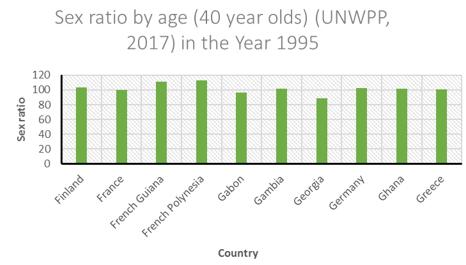 Sex ratio by age (40 year olds) (UNWPP,
2017) in the Year 1995
Sex ratio
120
100
80
60
40
20
0
Finland
France
French Guiana
French Polynesia
Gabon
Gambia
Georgia
Germany
Ghana
Greece
Country